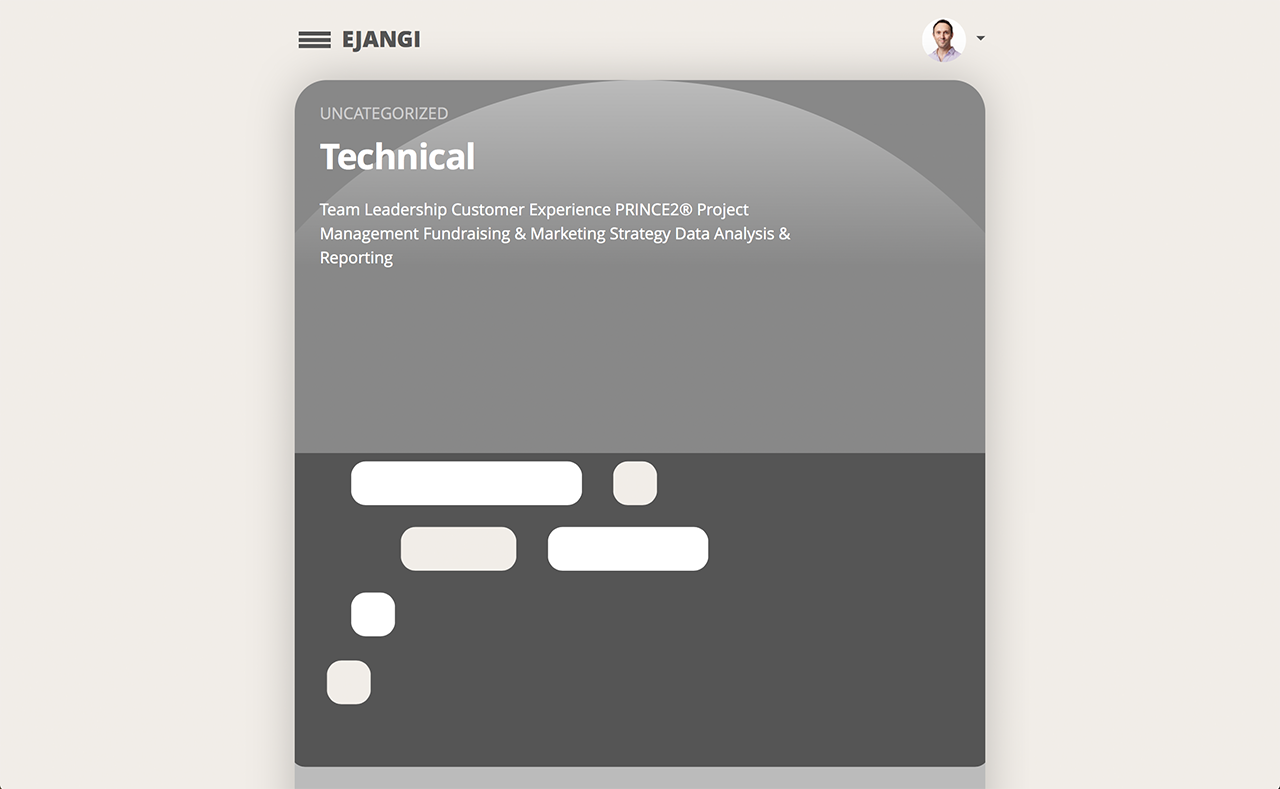 EJANGI
UNCATEGORIZED
Technical
Team Leadership Customer Experience PRINCE2® Project
Management Fundraising & Marketing Strategy Data Analysis &
Reporting